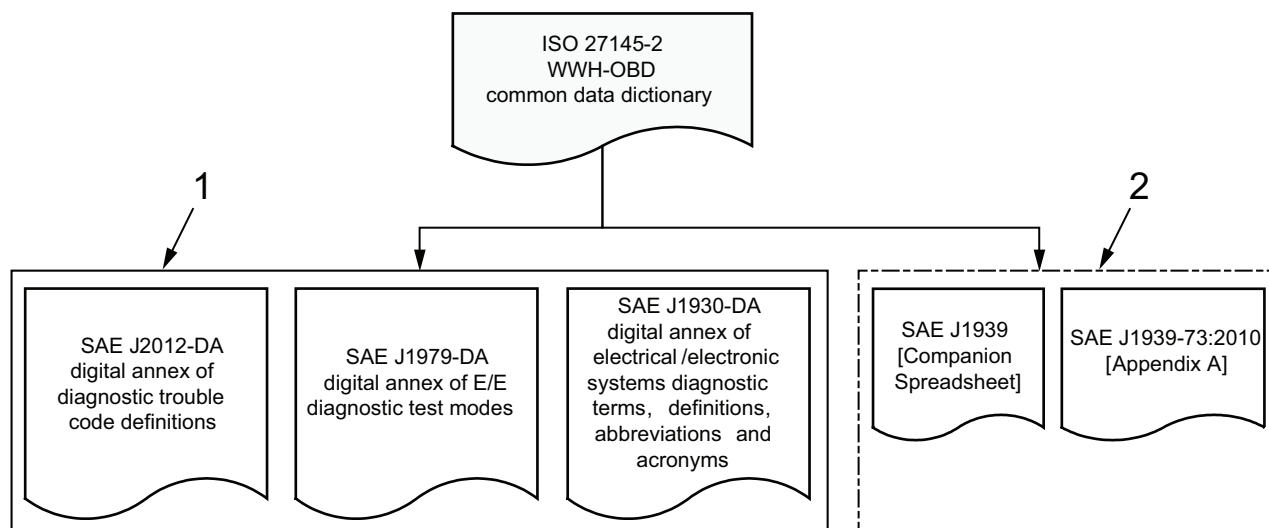 ISO 27145-2
WWH-OBD
common data dictionary
1
2
SAE J2012-DA
digital annex of
diagnostic trouble
code definitions
SAE J1979-DA
digital annex of E/E
diagnostic test modes
SAE J1930-DA
digital annex of
electrical/electronic
systems diagnostic
terms, definitions,
abbreviations and
acronyms
SAE J1939
[Companion
Spreadsheet]
SAE J1939-73:2010
[Appendix A]